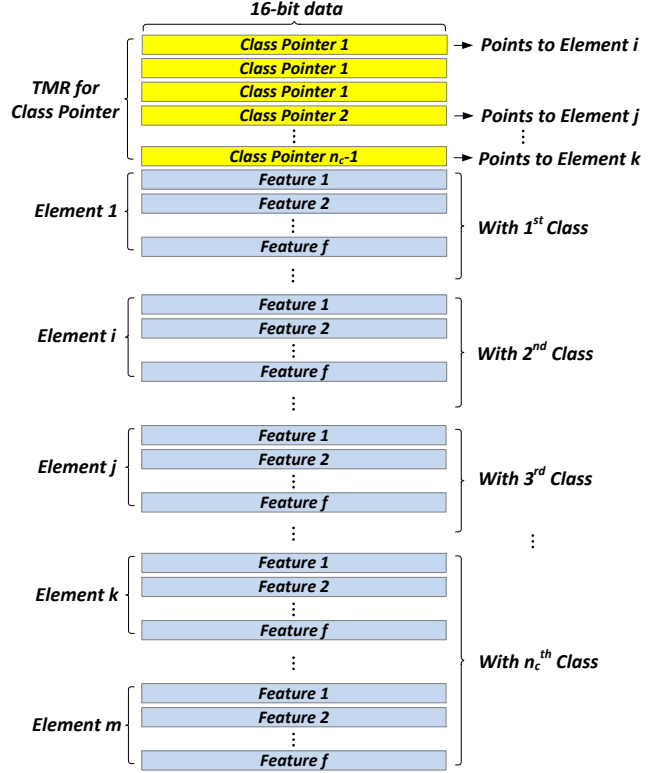 16-bit data
Class Pointer 1
Points to Element i
Class Pointer 1
TMR for
Class Pointer
Class Pointer 1
Class Pointer 2
Points to Element j
Class Pointer nc-1
Points to Element k
Feature 1
Element 1
Feature 2
With 1st Class
Feature f
Feature 1
Element i
Feature 2
With 2nd Class
Feature f
Feature 1
Element j
Feature 2
With 3rd Class
Feature f
Feature 1
Element k
Feature 2
Feature f
With ncth Class
Feature 1
Element m
Feature 2
Feature f